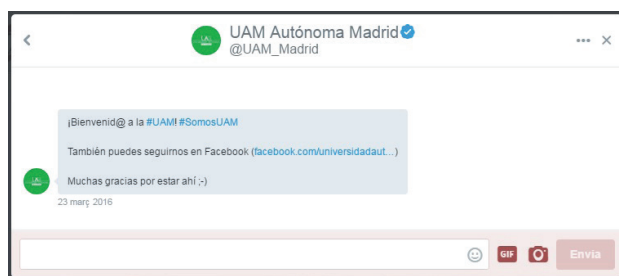 UAM Autónoma Madrid
@UAM_Madrid
¡Bienvenid@ a la #UAM! #SomosUAM
También puedes seguirnos en Facebook (facebook.com/universidadaut...)
Muchas gracias por estar ahí ;-)
23 març 2016
GIF
Envia